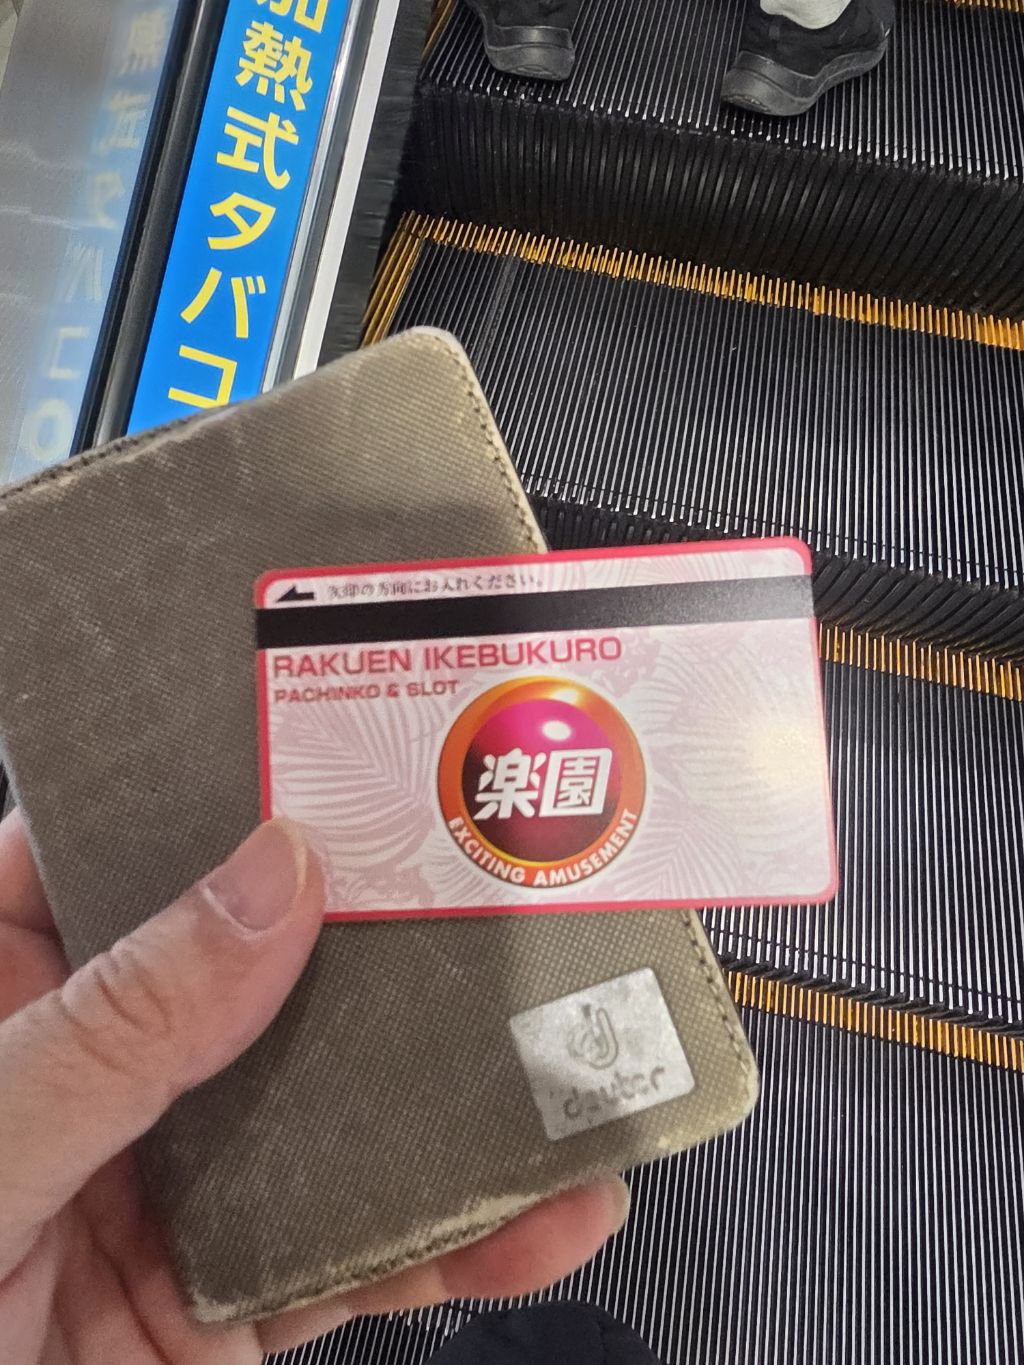 加熱式タバコ
矢印の方向にお入れください。
RAKUEN IKEBUKURO
PACHINKO & SLOT
楽園
EXCITING AMUSEMENT
deuter